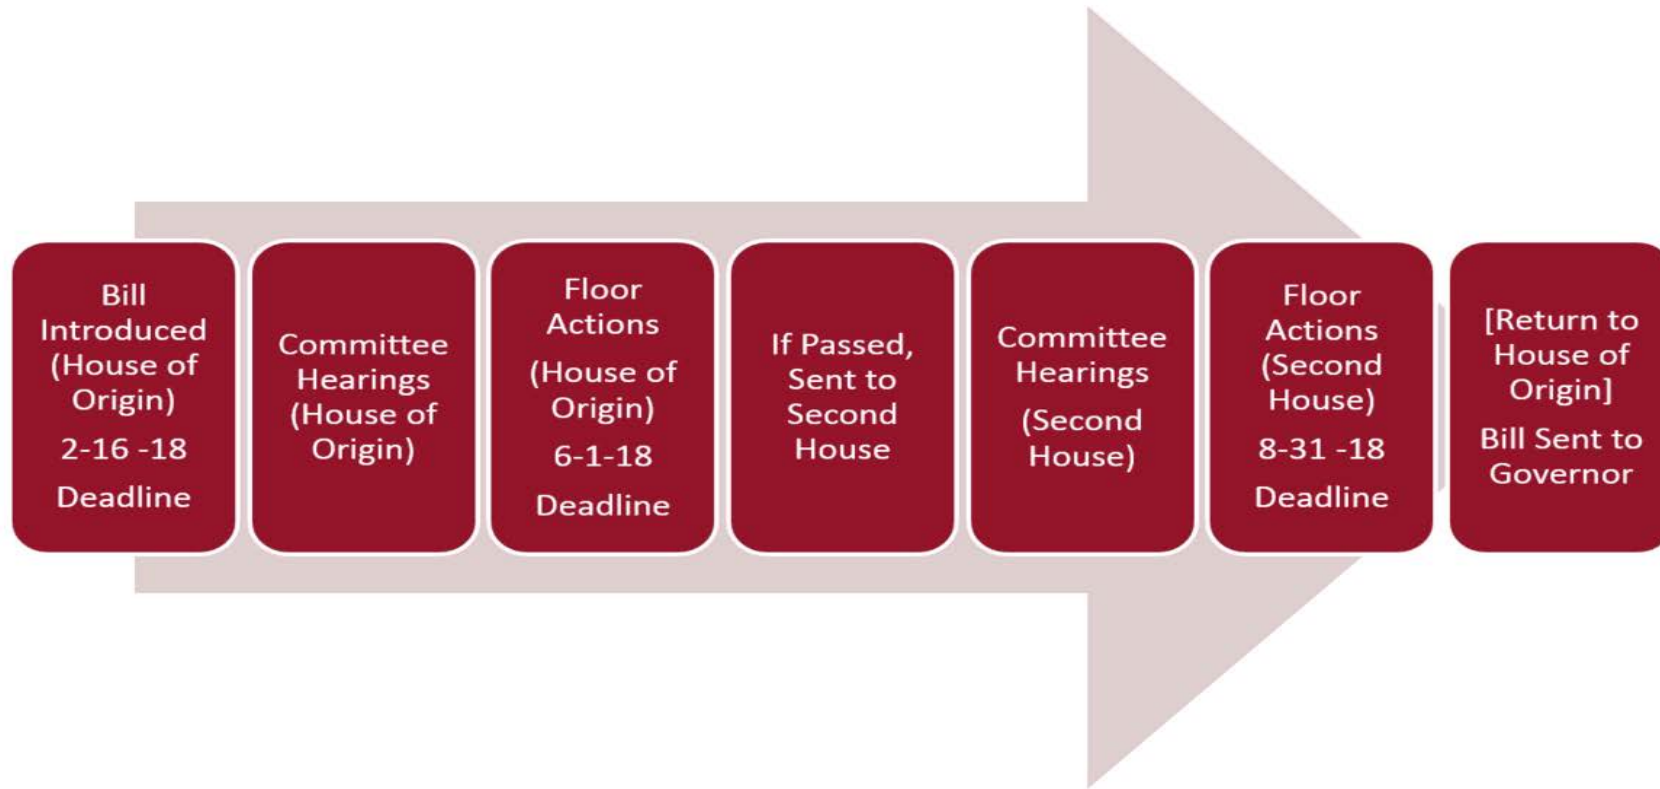 Bill
Introduced
(House of
Origin)
2-16 -18
Deadline
Committee
Hearings
(House of
Origin)
Floor
Actions
(House of
Origin)
6-1-18
Deadline
If Passed,
Sent to
Second
House
Committee
Hearings
(Second
House)
Floor
Actions
(Second
House)
8-31 -18
Deadline
[Return to
House of
Origin]
Bill Sent to
Governor